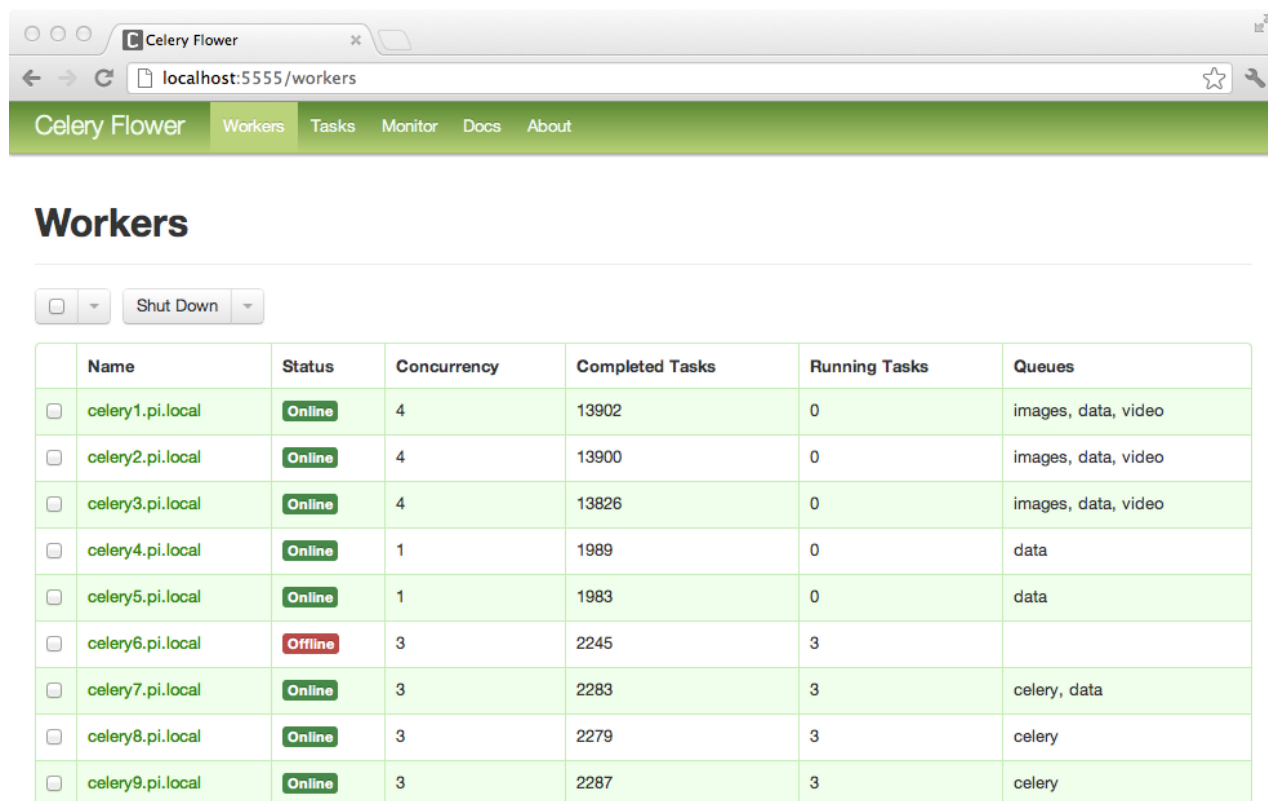 Celery Flower
localhost:5555/workers
Celery Flower Workers Tasks Monitor Docs About
Workers
Shut Down
Name Status Concurrency Completed Tasks Running Tasks Queues
celery1.pi.local Online 4 13902 0 images, data, video
celery2.pi.local Online 4 13900 0 images, data, video
celery3.pi.local Online 4 13826 0 images, data, video
celery4.pi.local Online 1 1989 0 data
celery5.pi.local Online 1 1983 0 data
celery6.pi.local Offline 3 2245 3
celery7.pi.local Online 3 2283 3 celery, data
celery8.pi.local Online 3 2279 3 celery
celery9.pi.local Online 3 2287 3 celery